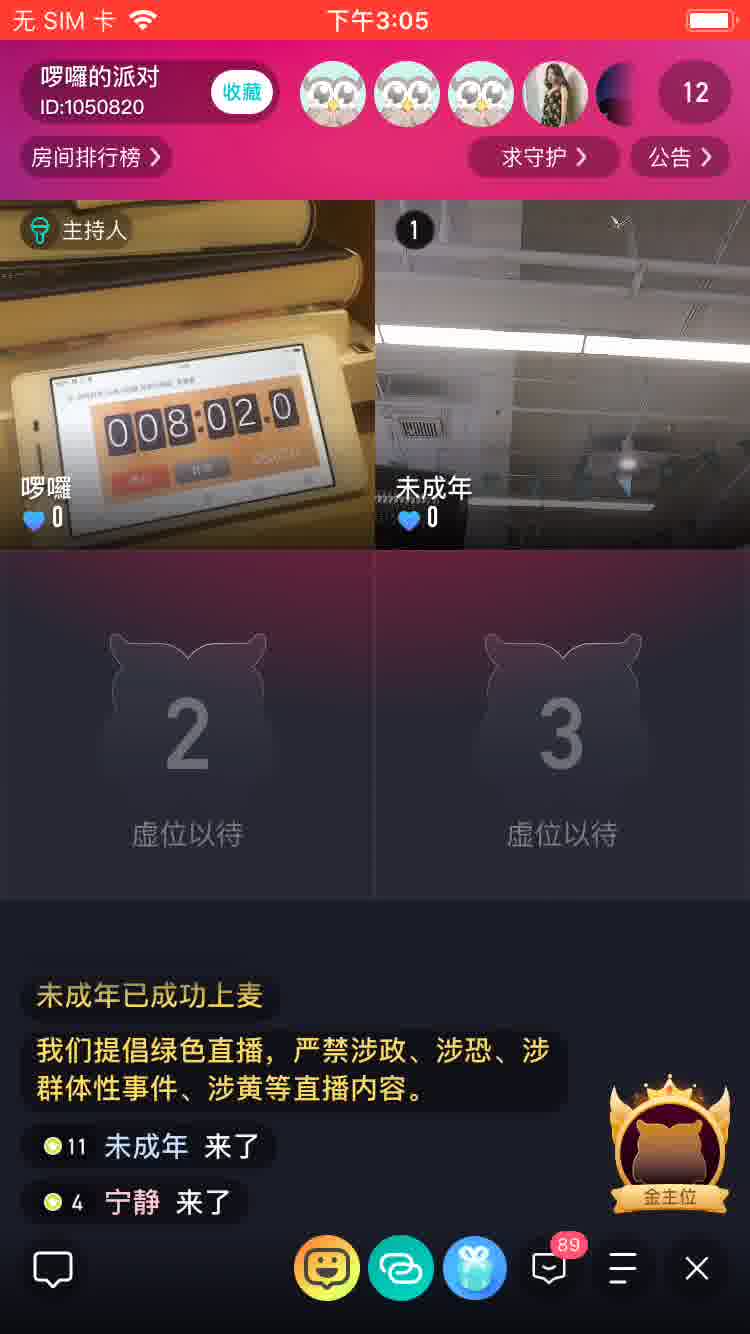 无 SIM 卡
下午3:05
啰囉的派对
ID:1050820
收藏
12
房间排行榜
求守护
公告
主持人
1
008:02.0
啰囉
0
未成年
0
2
虚位以待
3
虚位以待
未成年已成功上麦
我们提倡绿色直播，严禁涉政、涉恐、涉
群体性事件、涉黄等直播内容。
11 未成年 来了
4 宁静 来了
金主位
89